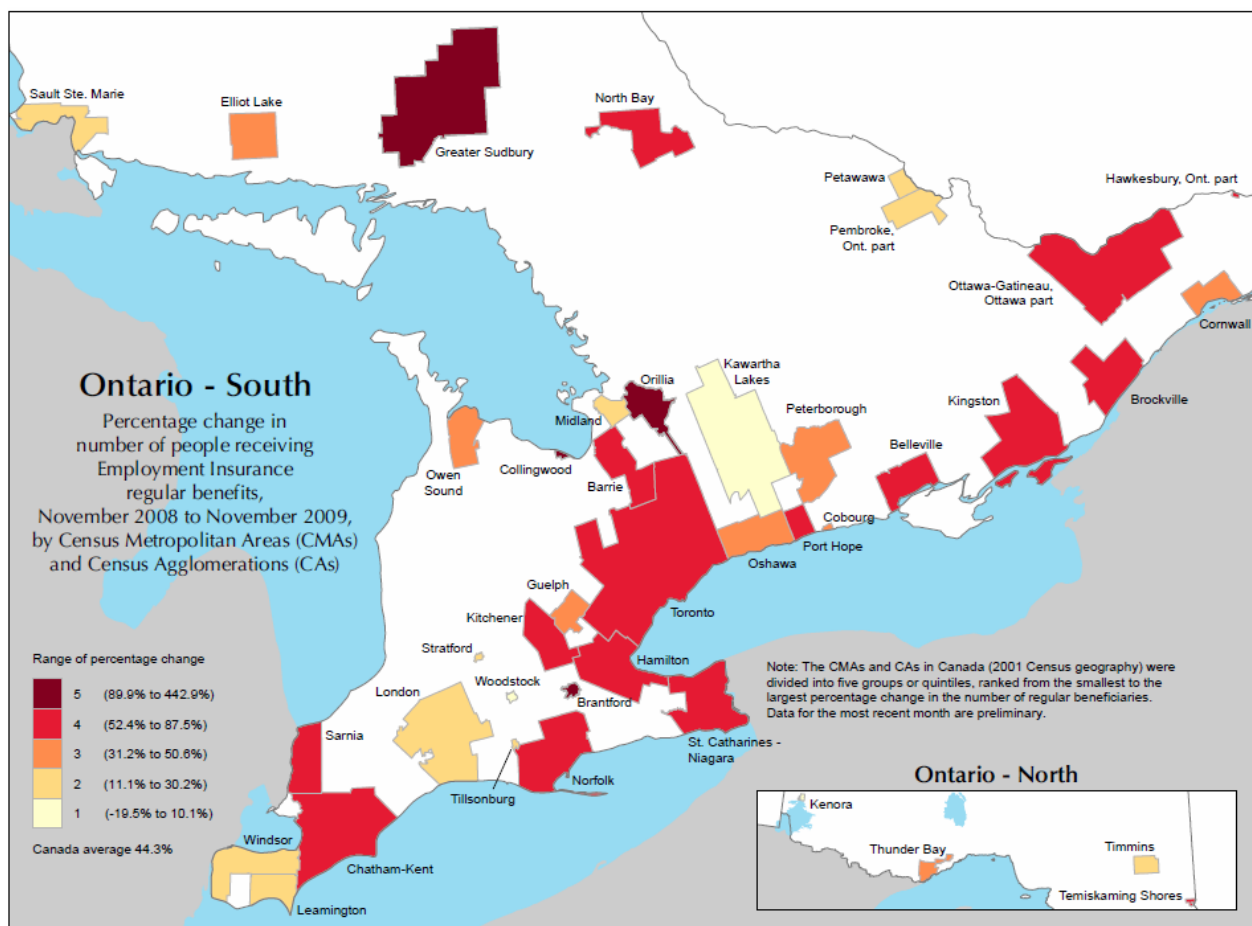 Sault Ste. Marie
Elliot Lake
Greater Sudbury
North Bay
Petawawa
Pembroke,
Ont. part
Hawkesbury, Ont. part
Ottawa-Gatineau,
Ottawa part
Cornwall
Ontario - South
Percentage change in
number of people receiving
Employment Insurance
regular benefits,
November 2008 to November 2009,
by Census Metropolitan Areas (CMAs)
and Census Agglomerations (CAs)
Owen
Sound
Collingwood
Midland
Orillia
Barrie
Kawartha
Lakes
Peterborough
Belleville
Kingston
Brockville
Cobourg
Port Hope
Oshawa
Toronto
Guelph
Kitchener
Hamilton
Stratford
Woodstock
Brantford
London
St. Catharines -
Niagara
Norfolk
Tillsonburg
Sarnia
Windsor
Chatham-Kent
Leamington
Range of percentage change
5 (89.9% to 442.9%)
4 (52.4% to 87.5%)
3 (31.2% to 50.6%)
2 (11.1% to 30.2%)
1 (-19.5% to 10.1%)
Canada average 44.3%
Note: The CMAs and CAs in Canada (2001 Census geography) were
divided into five groups or quintiles, ranked from the smallest to the
largest percentage change in the number of regular beneficiaries.
Data for the most recent month are preliminary.
Ontario - North
Kenora
Thunder Bay
Timmins
Temiskaming Shores